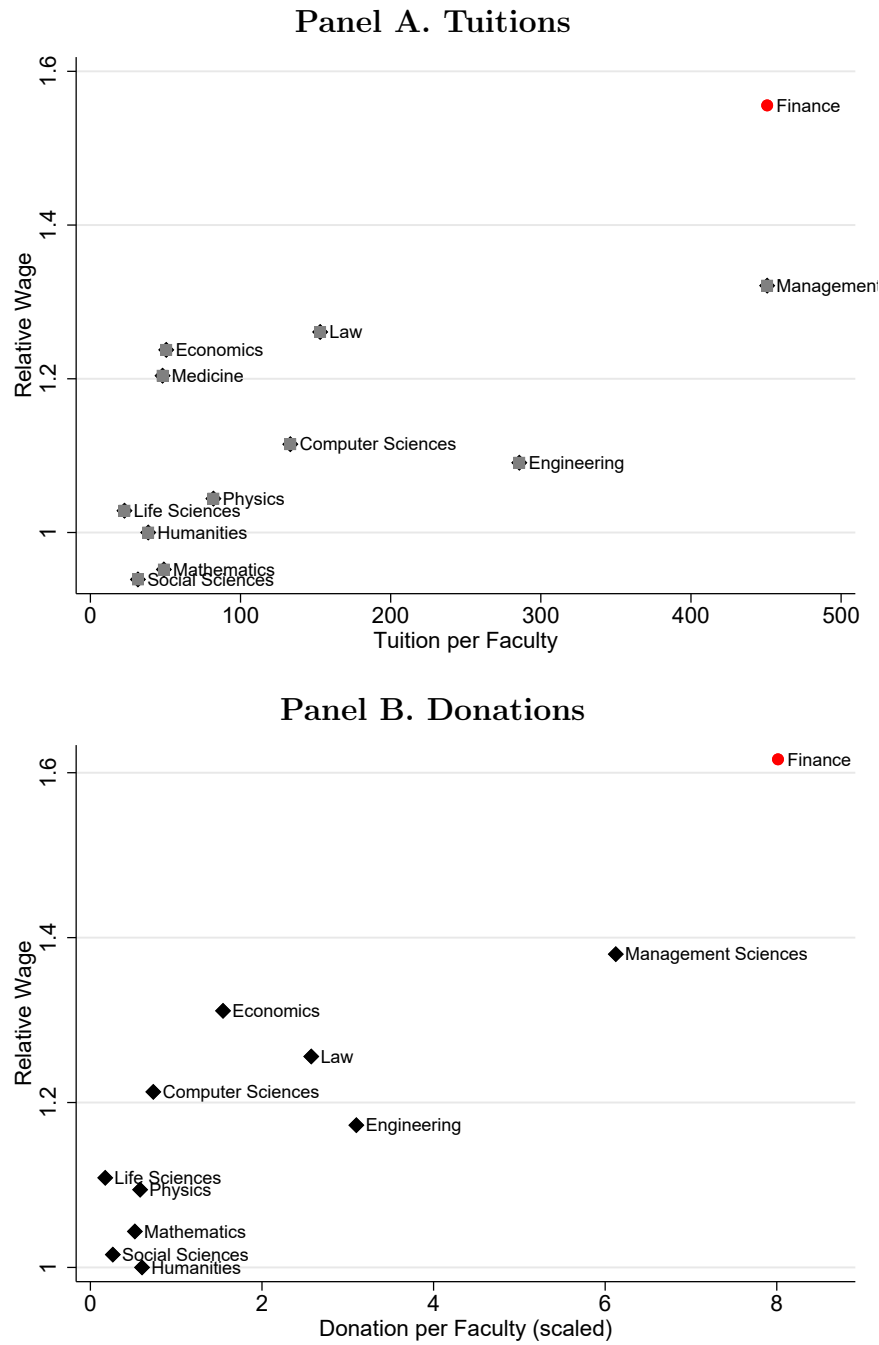 Panel A. Tuitions
1.6
Finance
1.4
Management
Law
Economics
Relative Wage
1.2
Medicine
Computer Sciences
Engineering
Physics
Life Sciences
1
Humanities
Mathematics
Social Sciences
0 100 200 300 400 500
Tuition per Faculty
Panel B. Donations
Finance
1.6
1.4
Management Sciences
Economics
Relative Wage
Law
Computer Sciences
1.2
Engineering
Life Sciences
Physics
Mathematics
Social Sciences
1
Humanities
0 2 4 6 8
Donation per Faculty (scaled)